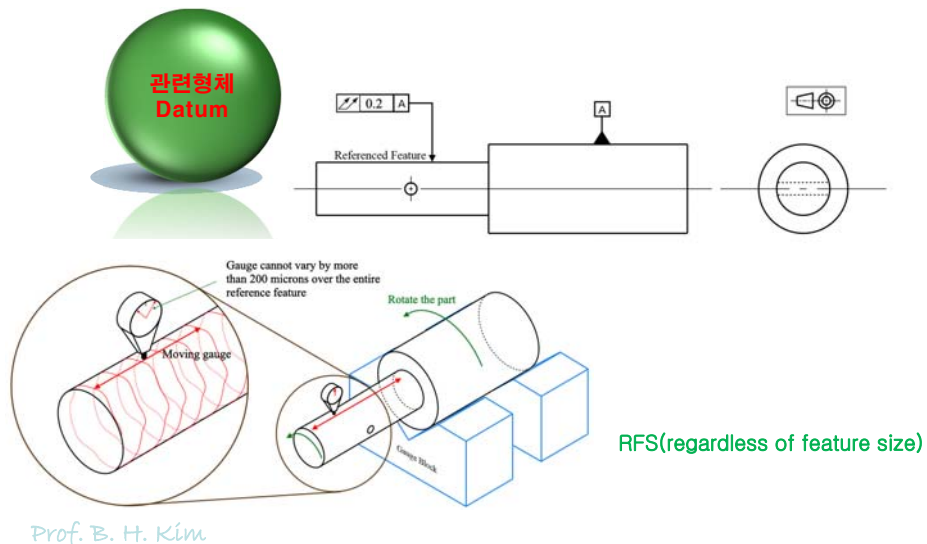 관련형체
Datum
0.2 A
A
Referenced Feature
Gauge cannot vary by more
than 200 microns over the entire
reference feature
Rotate the part
Moving gauge
Gauge Block
RFS(regardless of feature size)
Prof. B. H. Kim